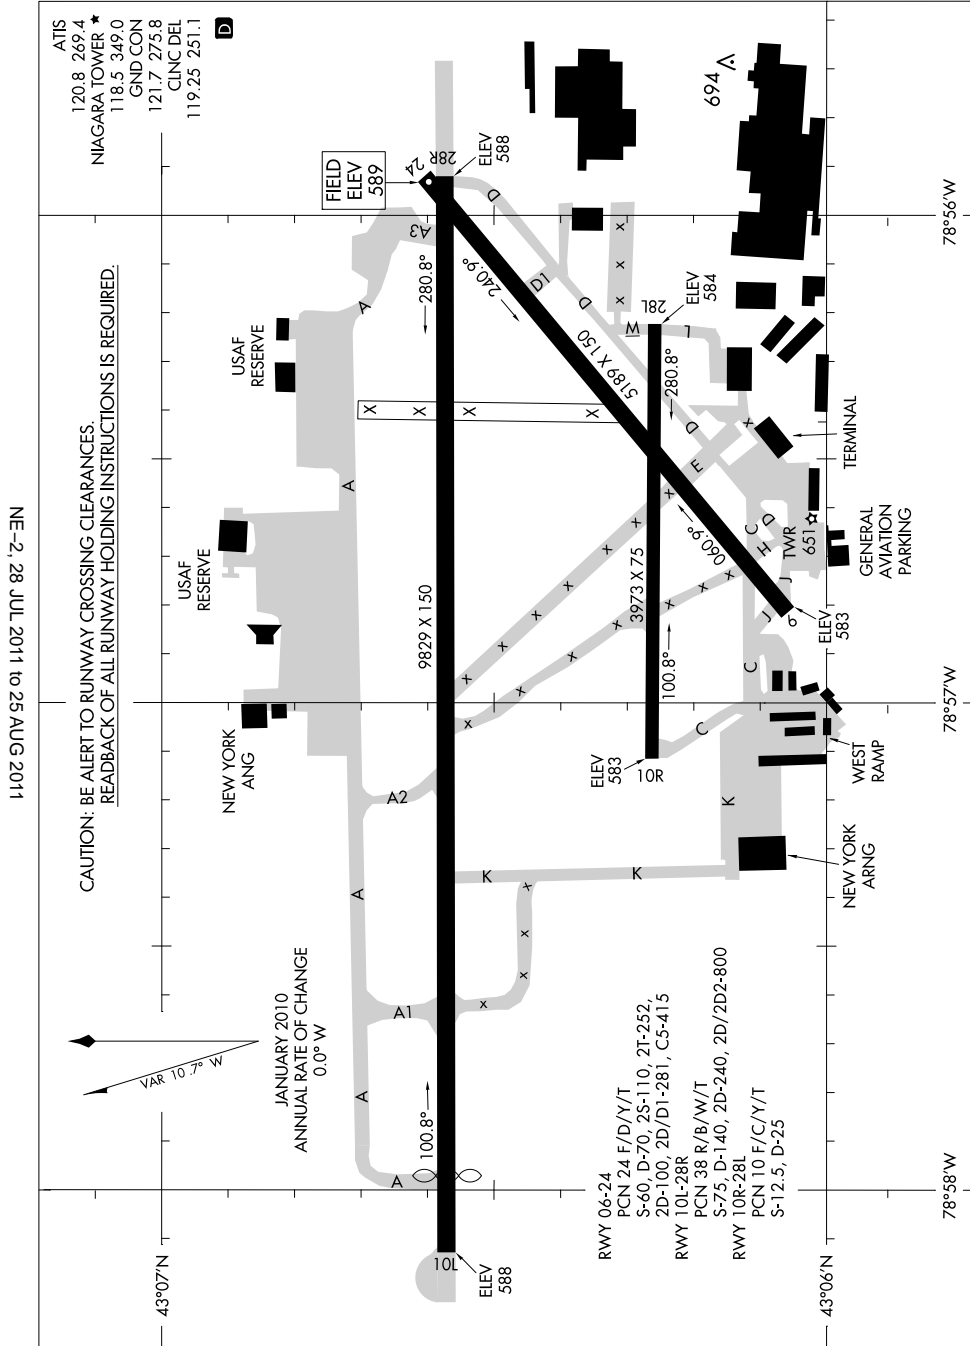 ATIS
120.8 269.4
NIAGARA TOWER ★
118.5 349.0
GND CON
121.7 275.8
CLNC DEL
119.25 251.1
D
CAUTION: BE ALERT TO RUNWAY CROSSING CLEARANCES.
READBACK OF ALL RUNWAY HOLDING INSTRUCTIONS IS REQUIRED.
NE-2, 28 JUL 2011 to 25 AUG 2011
FIELD
ELEV
589
24
28R
ELEV
588
694
78°56'W
A3
280.8°
240.9°
D
D1
D
A
W
28L
ELEV
584
L
USAF
RESERVE
5189 X 150
280.8°
X
X
X
X
A
D
E
TERMINAL
USAF
RESERVE
9829 X 150
3973 X 75
060.9°
C
D
H
TWR
651
J
J
6
ELEV
583
GENERAL
AVIATION
PARKING
100.8°
C
78°57'W
NEW YORK
ANG
ELEV
583
10R
C
WEST
RAMP
A2
K
A
K
K
NEW YORK
ARNG
A1
JANUARY 2010
ANNUAL RATE OF CHANGE
0.0° W
VAR 10.7° W
A
100.8°
A
RWY 06-24
PCN 24 F/D/Y/T
S-60, D-70, 2S-110, 2T-252,
2D-100, 2D/D1-281, C5-415
RWY 10L-28R
PCN 38 R/B/W/T
S-75, D-140, 2D-240, 2D/2D2-800
RWY 10R-28L
PCN 10 F/C/Y/T
S-12.5, D-25
78°58'W
10L
ELEV
588
43°07'N
43°06'N